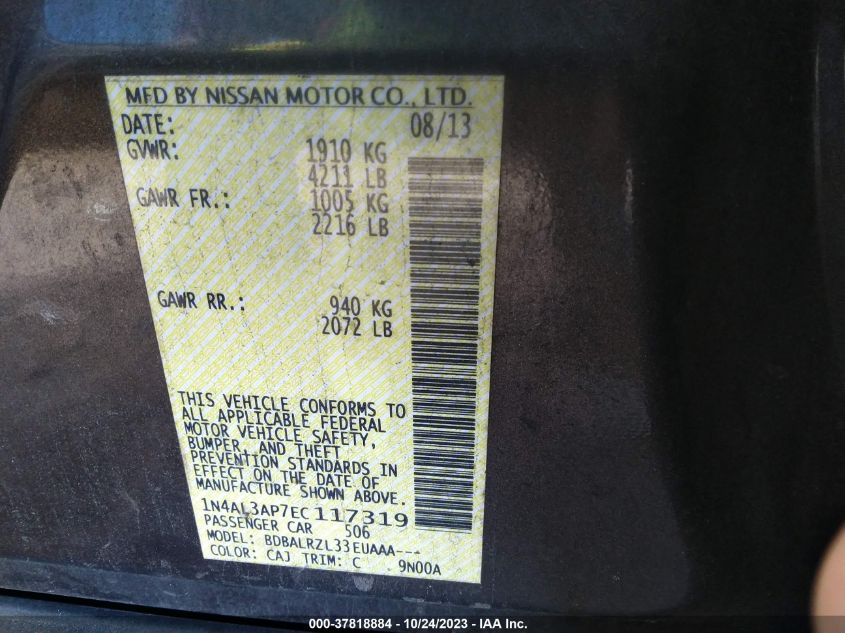 MFD BY NISSAN MOTOR CO., LTD.
DATE: 08/13
GVWR: 1910 KG
4211 LB
GAWR FR.: 1005 KG
2216 LB
GAWR RR.: 940 KG
2072 LB
THIS VEHICLE CONFORMS TO
ALL APPLICABLE FEDERAL
MOTOR VEHICLE SAFETY,
BUMPER, AND THEFT
PREVENTION STANDARDS IN
EFFECT ON THE DATE OF
MANUFACTURE SHOWN ABOVE.
1N4AL3AP7EC117319
PASSENGER CAR 506
MODEL: BDBALRZL33EUAAA---
COLOR: CAJ TRIM: C 9N00A
000-37818884 - 10/24/2023 - IAA Inc.